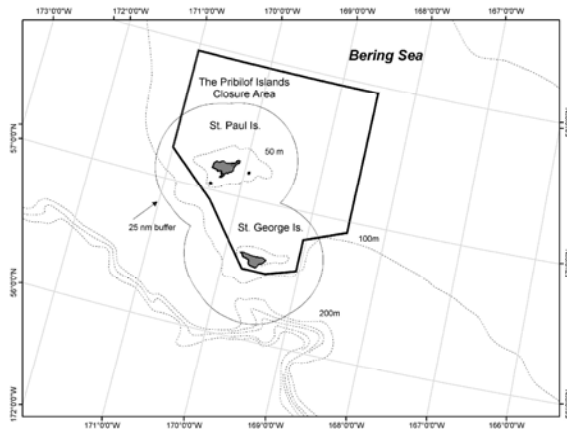 173°0'0"W 172°0'0"W 171°0'0"W 170°0'0"W 169°0'0"W 168°0'0"W 167°0'0"W
Bering Sea
The Pribilof Islands
Closure Area
St. Paul Is.
57°0'0"N
50 m
St. George Is.
25 nm buffer
100m
56°0'0"N
200m
172°0'0"W
171°0'0"W 170°0'0"W 169°0'0"W 168°0'0"W 167°0'0"W 166°0'0"W